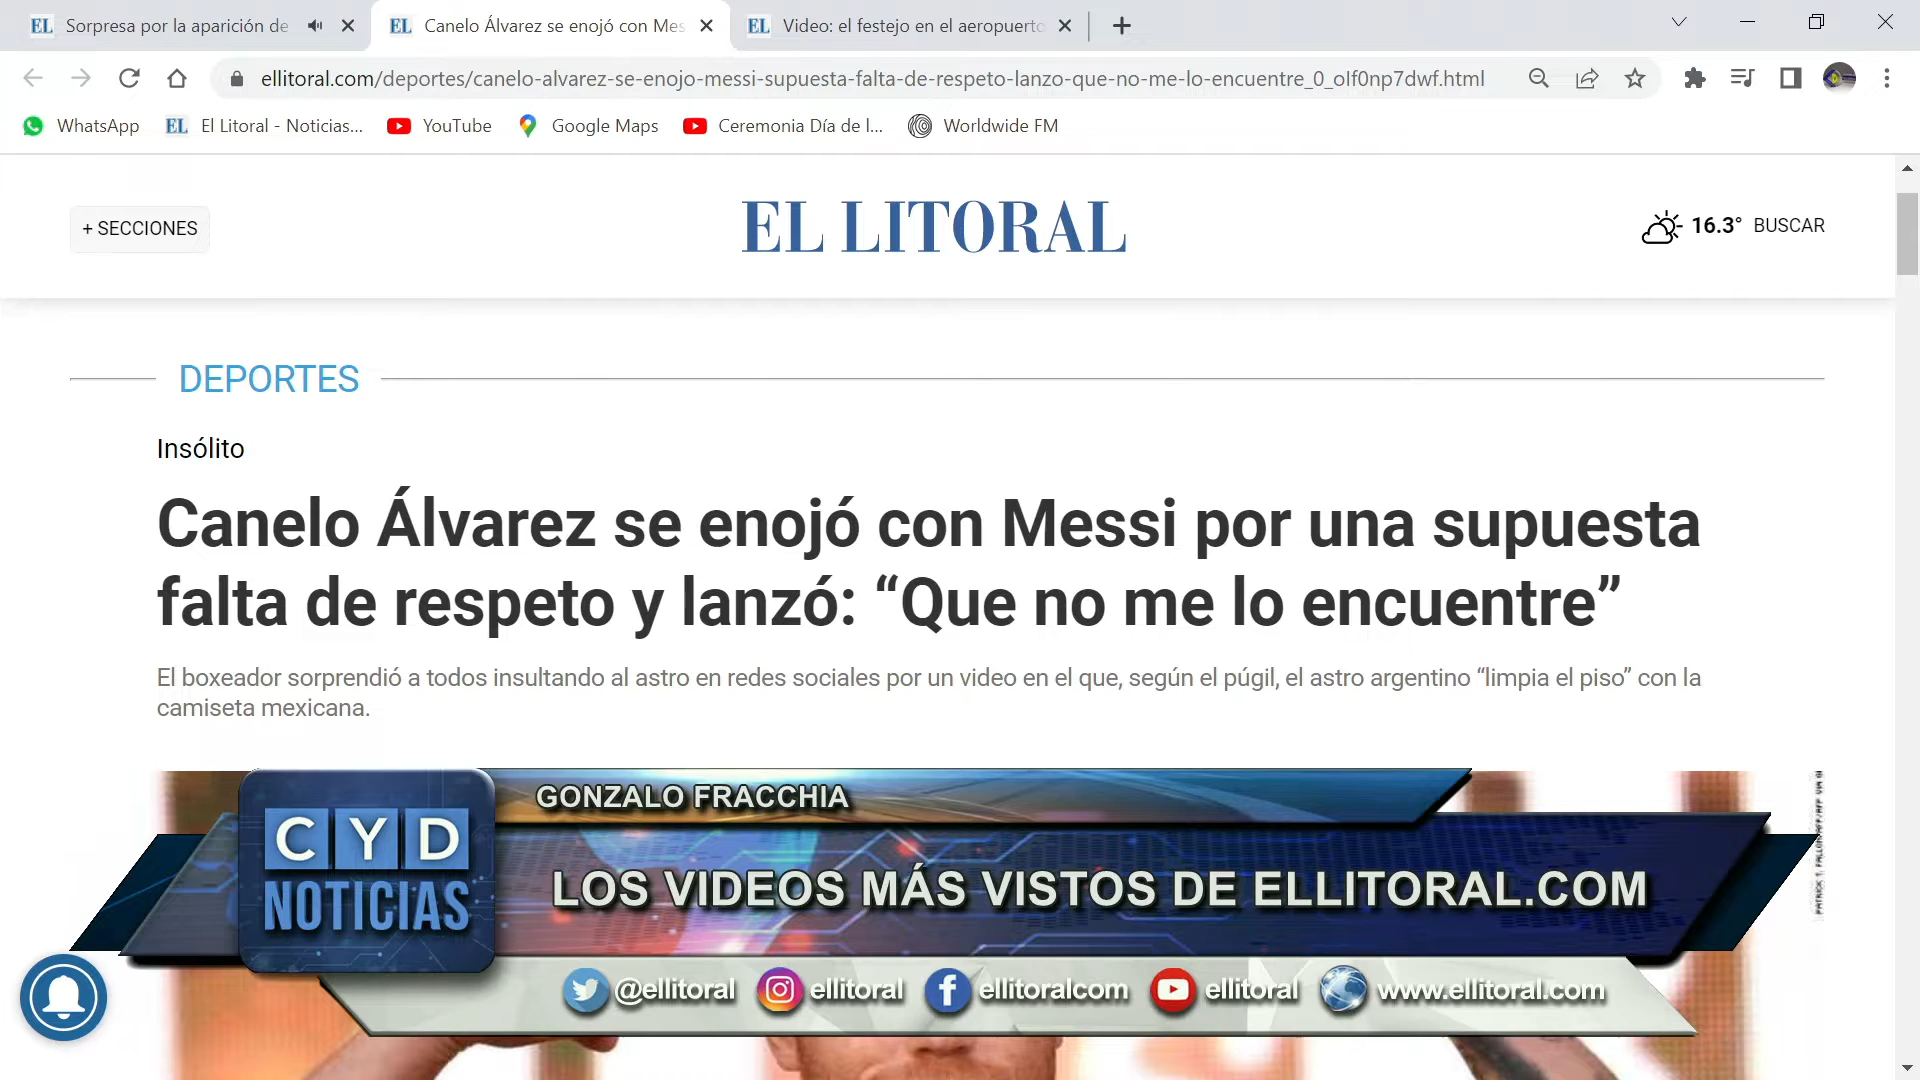 EL Sorpresa por la aparición de
EL Canelo Álvarez se enojó con Mes
EL Video: el festejo en el aeropuerto
ellitoral.com/deportes/canelo-alvarez-se-enojo-messi-supuesta-falta-de-respeto-lanzo-que-no-me-lo-encuentre_0_oIf0np7dwf.html
WhatsApp
EL El Litoral - Noticias...
YouTube
Google Maps
Ceremonia Día de l...
Worldwide FM
+ SECCIONES
EL LITORAL
16.3° BUSCAR
DEPORTES
Insólito
Canelo Álvarez se enojó con Messi por una supuesta
falta de respeto y lanzó: “Que no me lo encuentre”
El boxeador sorprendió a todos insultando al astro en redes sociales por un video en el que, según el púgil, el astro argentino “limpia el piso” con la
camiseta mexicana.
GONZALO FRACCHIA
CYD
NOTICIAS
LOS VIDEOS MÁS VISTOS DE ELLITORAL.COM
@ellitoral
ellitoral
ellitoralcom
ellitoral
www.ellitoral.com